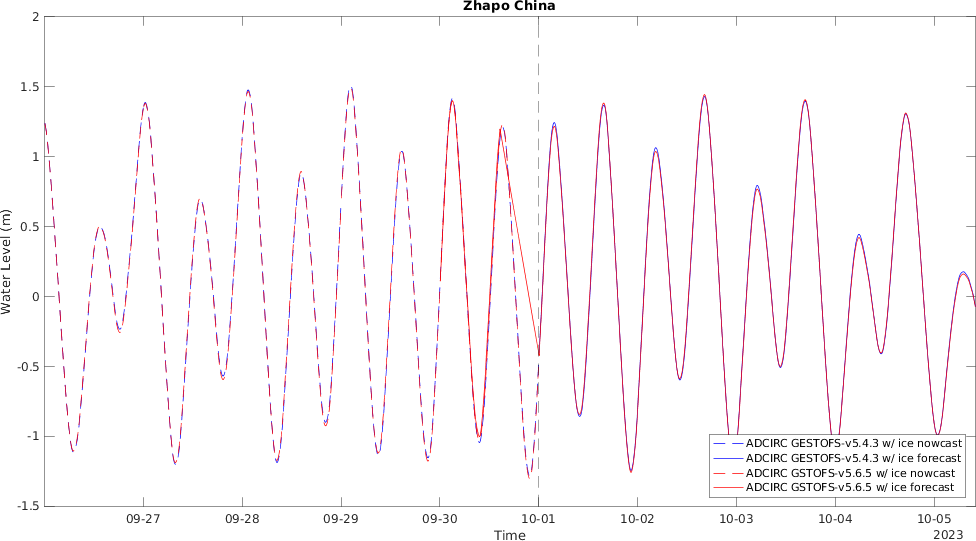 Zhapo China
2
1.5
1
0.5
0
-0.5
-1
-1.5
Water Level (m)
09-27
09-28
09-29
09-30
10-01
10-02
10-03
10-04
10-05
Time
2023
ADCIRC GESTOFS-v5.4.3 w/ ice nowcast
ADCIRC GESTOFS-v5.4.3 w/ ice forecast
ADCIRC GSTOFS-v5.6.5 w/ ice nowcast
ADCIRC GSTOFS-v5.6.5 w/ ice forecast